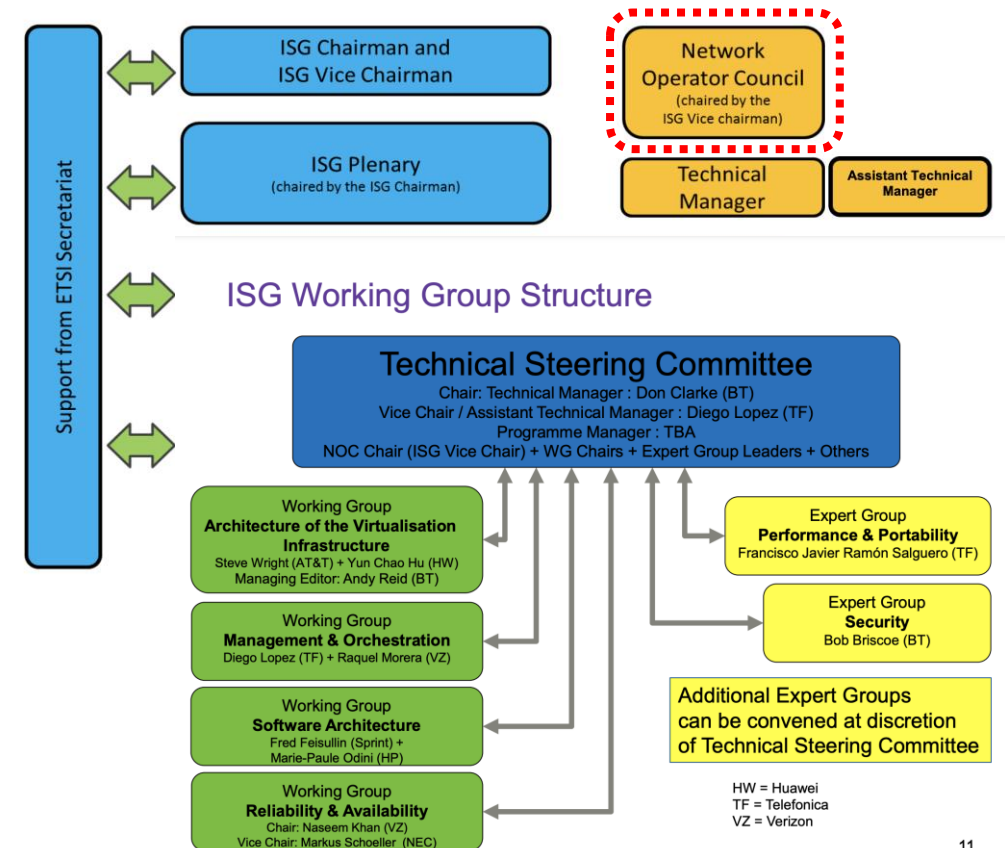 Support from ETSI Secretariat
ISG Chairman and
ISG Vice Chairman
ISG Plenary
(chaired by the ISG Chairman)
Network
Operator Council
(chaired by the
ISG Vice chairman)
Technical
Manager
Assistant Technical
Manager
ISG Working Group Structure
Technical Steering Committee
Chair: Technical Manager : Don Clarke (BT)
Vice Chair / Assistant Technical Manager : Diego Lopez (TF)
Programme Manager : TBA
NOC Chair (ISG Vice Chair) + WG Chairs + Expert Group Leaders + Others
Working Group
Architecture of the Virtualisation
Infrastructure
Steve Wright (AT&T) + Yun Chao Hu (HW)
Managing Editor: Andy Reid (BT)
Working Group
Management & Orchestration
Diego Lopez (TF) + Raquel Morera (VZ)
Working Group
Software Architecture
Fred Feisullin (Sprint) +
Marie-Paule Odini (HP)
Working Group
Reliability & Availability
Chair: Naseem Khan (VZ)
Vice Chair: Markus Schoeller (NEC)
Expert Group
Performance & Portability
Francisco Javier Ramón Salguero (TF)
Expert Group
Security
Bob Briscoe (BT)
Additional Expert Groups
can be convened at discretion
of Technical Steering Committee
HW = Huawei
TF = Telefonica
VZ = Verizon
11